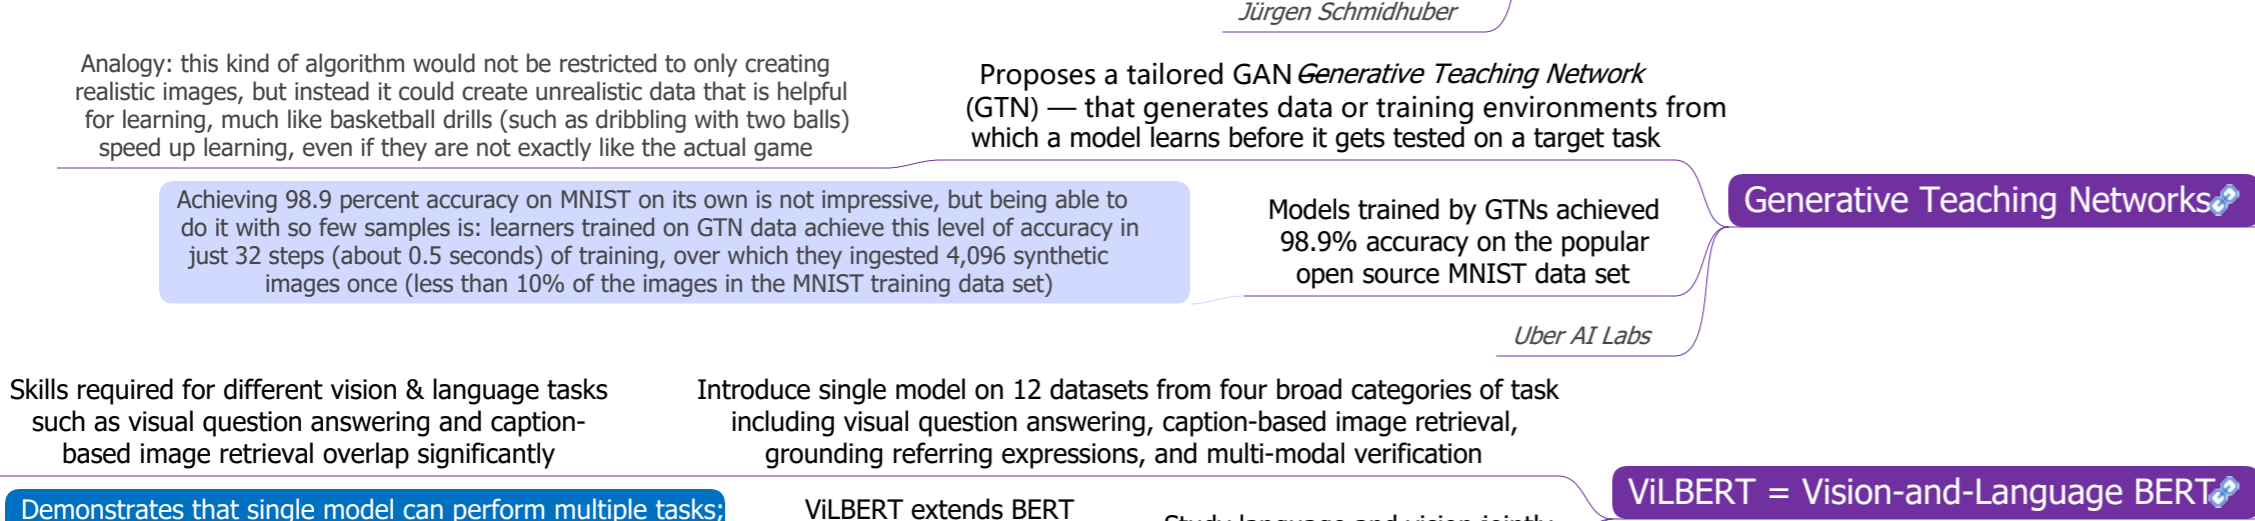 Jürgen Schmidhuber
Analogy: this kind of algorithm would not be restricted to only creating
realistic images, but instead it could create unrealistic data that is helpful
for learning, much like basketball drills (such as dribbling with two balls)
speed up learning, even if they are not exactly like the actual game
Proposes a tailored GAN — Generative Teaching Network
(GTN) — that generates data or training environments from
which a model learns before it gets tested on a target task
Generative Teaching Networks
Achieving 98.9 percent accuracy on MNIST on its own is not impressive, but being able to
do it with so few samples is: learners trained on GTN data achieve this level of accuracy in
just 32 steps (about 0.5 seconds) of training, over which they ingested 4,096 synthetic
images once (less than 10% of the images in the MNIST training data set)
Models trained by GTNs achieved
98.9% accuracy on the popular
open source MNIST data set
Uber AI Labs
Skills required for different vision & language tasks
such as visual question answering and caption-
based image retrieval overlap significantly
Introduce single model on 12 datasets from four broad categories of task
including visual question answering, caption-based image retrieval,
grounding referring expressions, and multi-modal verification
ViLBERT = Vision-and-Language BERT
Demonstrates that single model can perform multiple tasks;
ViLBERT extends BERT
Study language and vision jointly